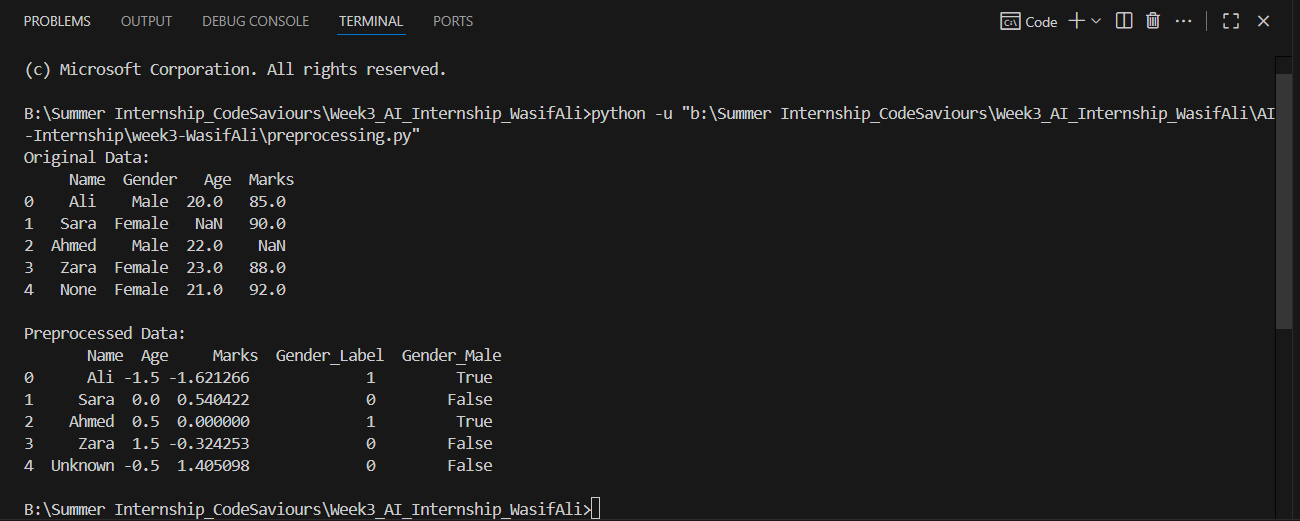 PROBLEMS OUTPUT DEBUG CONSOLE TERMINAL PORTS Code
(c) Microsoft Corporation. All rights reserved.
B:\Summer Internship_CodeSaviours\Week3_AI_Internship_WasifAli>python -u "b:\Summer Internship_CodeSaviours\Week3_AI_Internship_WasifAli\AI
-Internship\week3-WasifAli\preprocessing.py"
Original Data:
     Name  Gender   Age  Marks
0     Ali    Male  20.0   85.0
1    Sara  Female   NaN   90.0
2   Ahmed    Male  22.0    NaN
3    Zara  Female  23.0   88.0
4    None  Female  21.0   92.0
Preprocessed Data:
       Name  Age     Marks  Gender_Label  Gender_Male
0       Ali -1.5 -1.621266             1         True
1      Sara  0.0  0.540422             0        False
2     Ahmed  0.5  0.000000             1         True
3      Zara  1.5 -0.324253             0        False
4   Unknown -0.5  1.405098             0        False
B:\Summer Internship_CodeSaviours\Week3_AI_Internship_WasifAli>